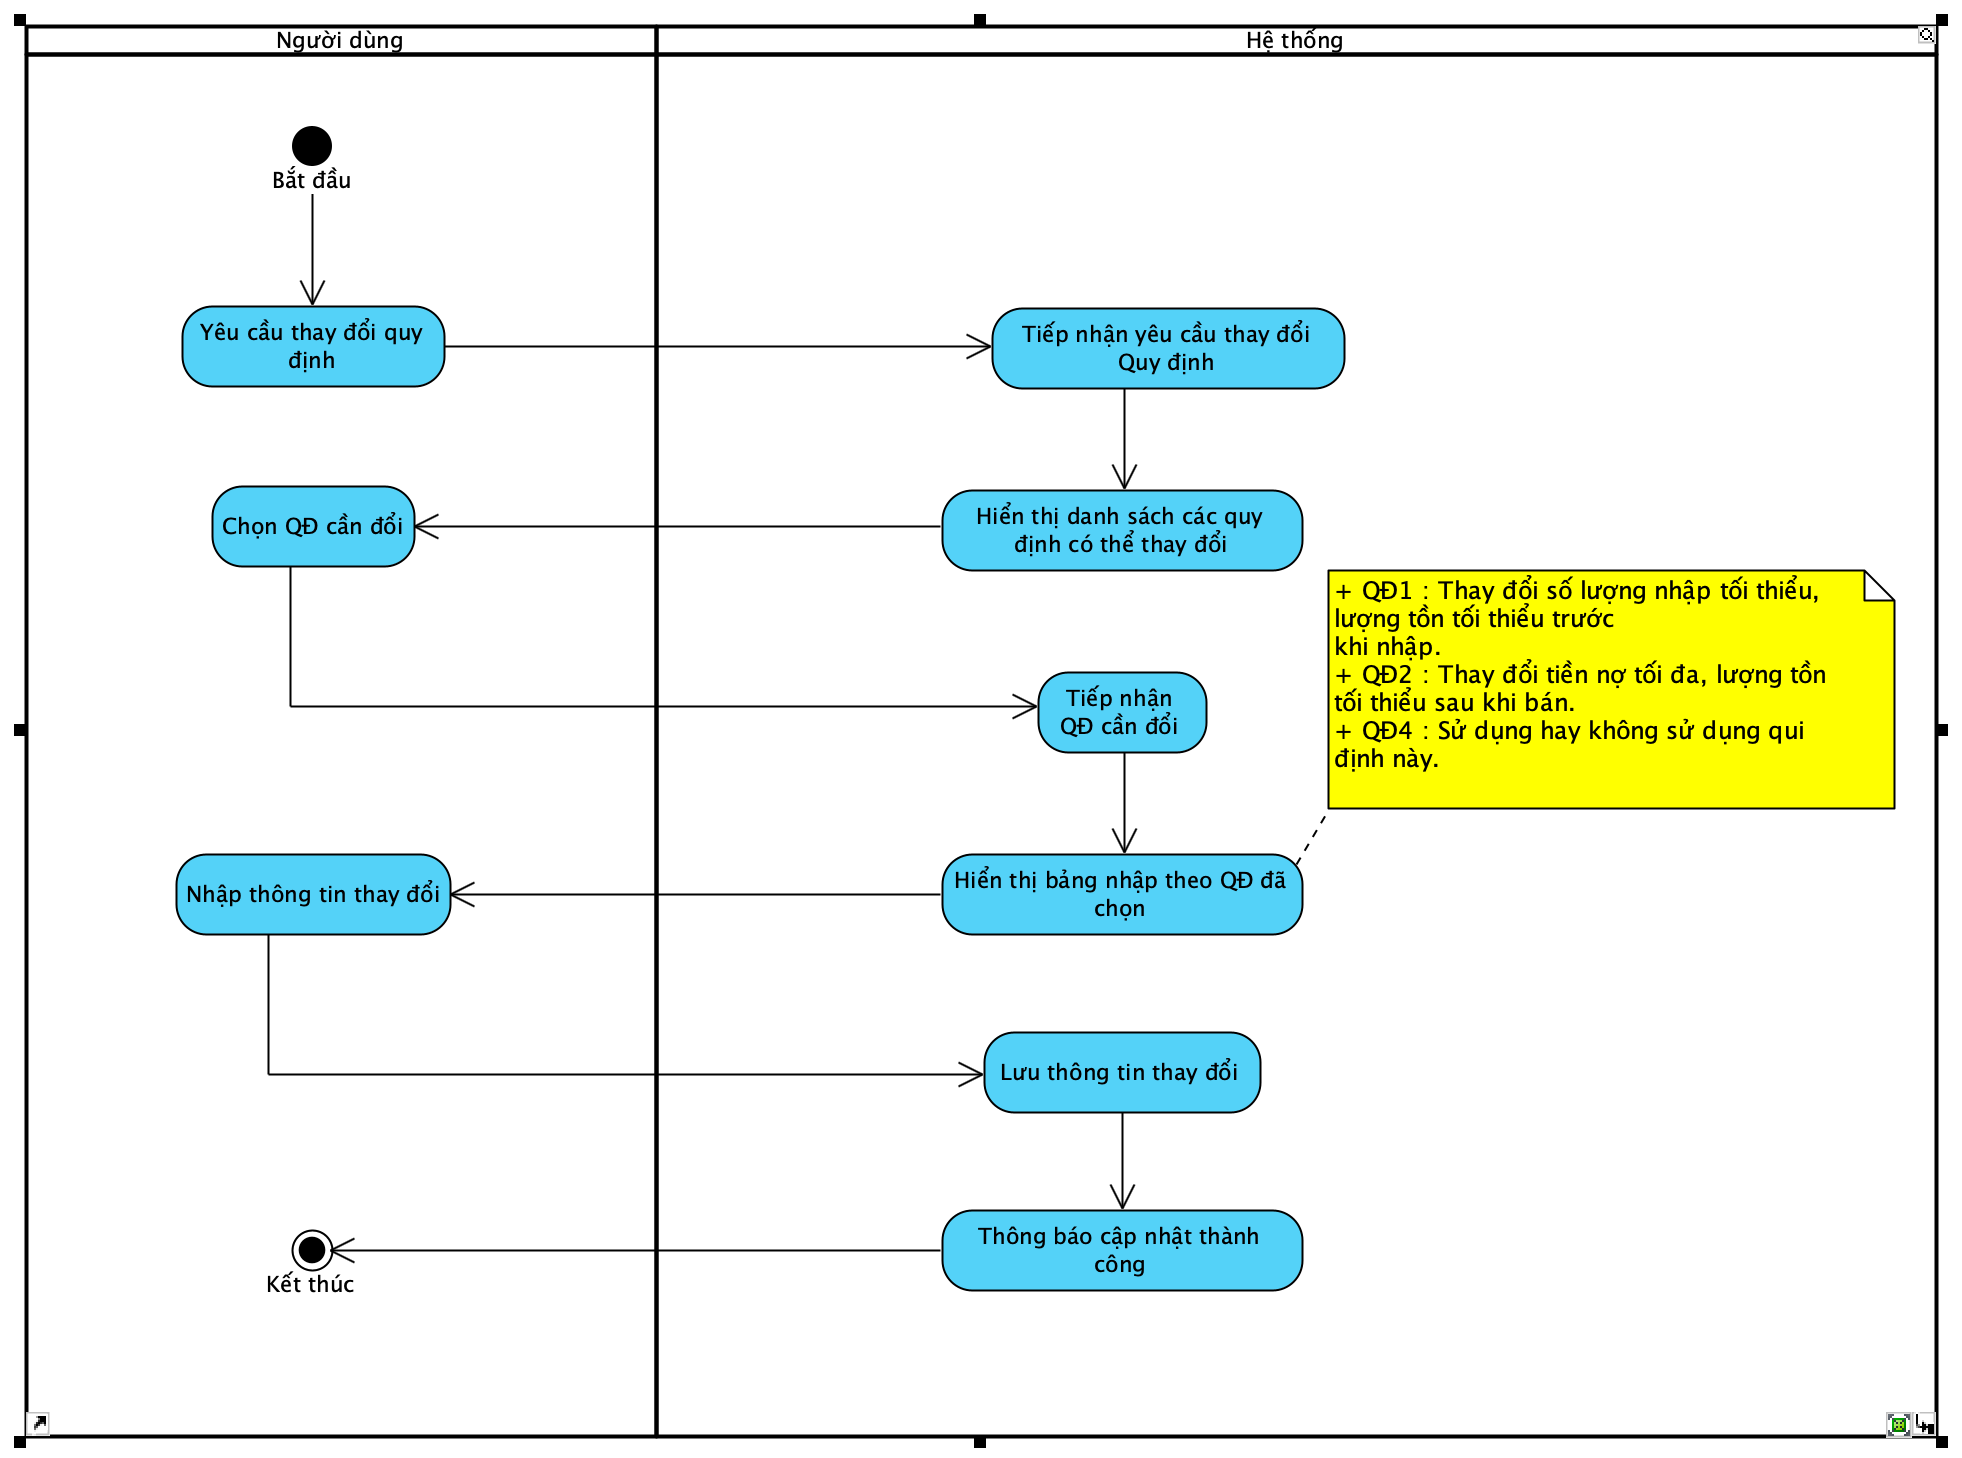 Người dùng
Hệ thống
Bắt đầu
Yêu cầu thay đổi quy
định
Tiếp nhận yêu cầu thay đổi
Quy định
Hiển thị danh sách các quy
định có thể thay đổi
Chọn QĐ cần đổi
+ QĐ1 : Thay đổi số lượng nhập tối thiểu,
lượng tồn tối thiểu trước
khi nhập.
+ QĐ2 : Thay đổi tiền nợ tối đa, lượng tồn
tối thiểu sau khi bán.
+ QĐ4 : Sử dụng hay không sử dụng qui
định này.
Tiếp nhận
QĐ cần đổi
Hiển thị bảng nhập theo QĐ đã
chọn
Nhập thông tin thay đổi
Lưu thông tin thay đổi
Thông báo cập nhật thành
công
Kết thúc